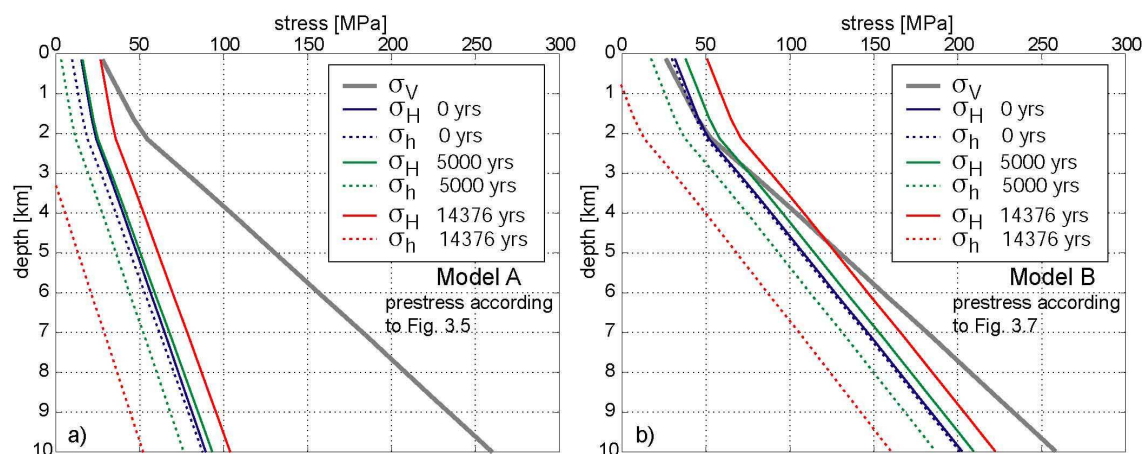 stress [MPa]
0 50 100 150 200 250 300
depth [km]
0
1
2
3
4
5
6
7
8
9
10
σV
σH 0 yrs
σh 0 yrs
σH 5000 yrs
σh 5000 yrs
σH 14376 yrs
σh 14376 yrs
Model A
prestress according
to Fig. 3.5
a)
stress [MPa]
0 50 100 150 200 250 300
depth [km]
0
1
2
3
4
5
6
7
8
9
10
σV
σH 0 yrs
σh 0 yrs
σH 5000 yrs
σh 5000 yrs
σH 14376 yrs
σh 14376 yrs
Model B
prestress according
to Fig. 3.7
b)